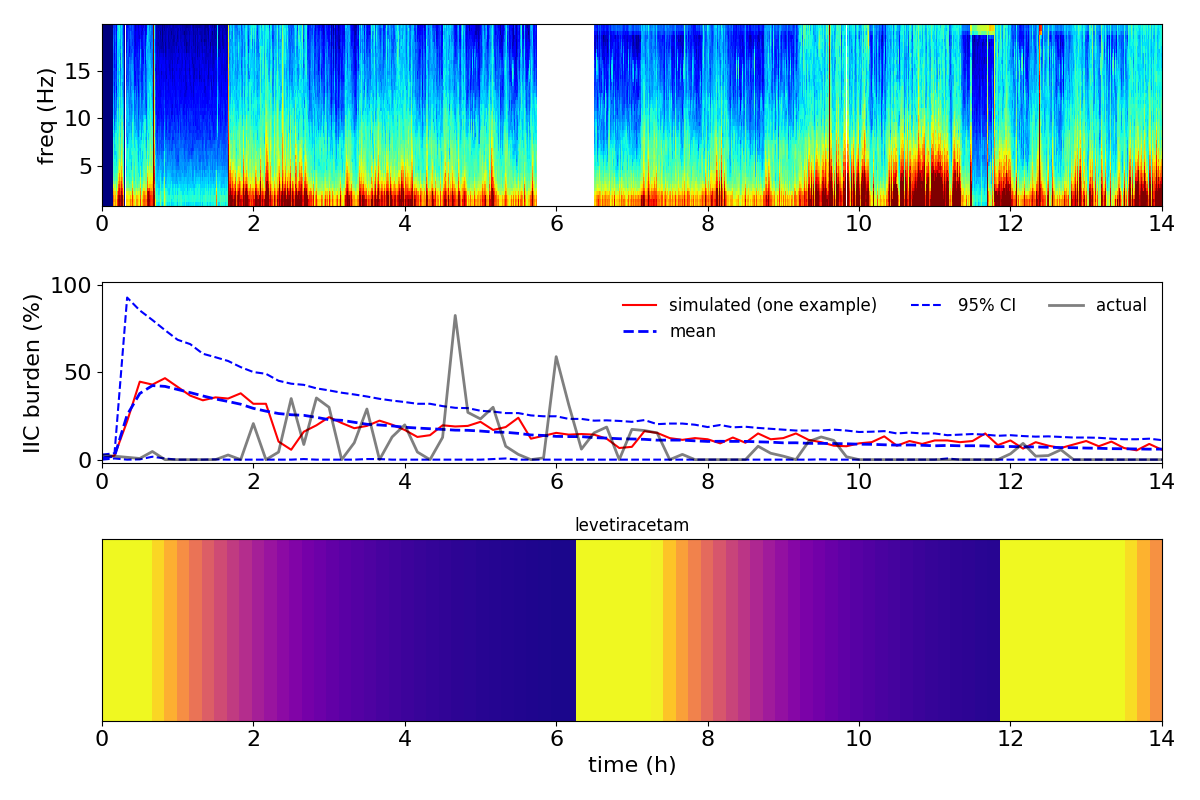 freq (Hz)
15
10
5
0 2 4 6 8 10 12 14
IIC burden (%)
100
50
0
simulated (one example) 95% CI actual
mean
0 2 4 6 8 10 12 14
levetiracetam
0 2 4 6 8 10 12 14
time (h)